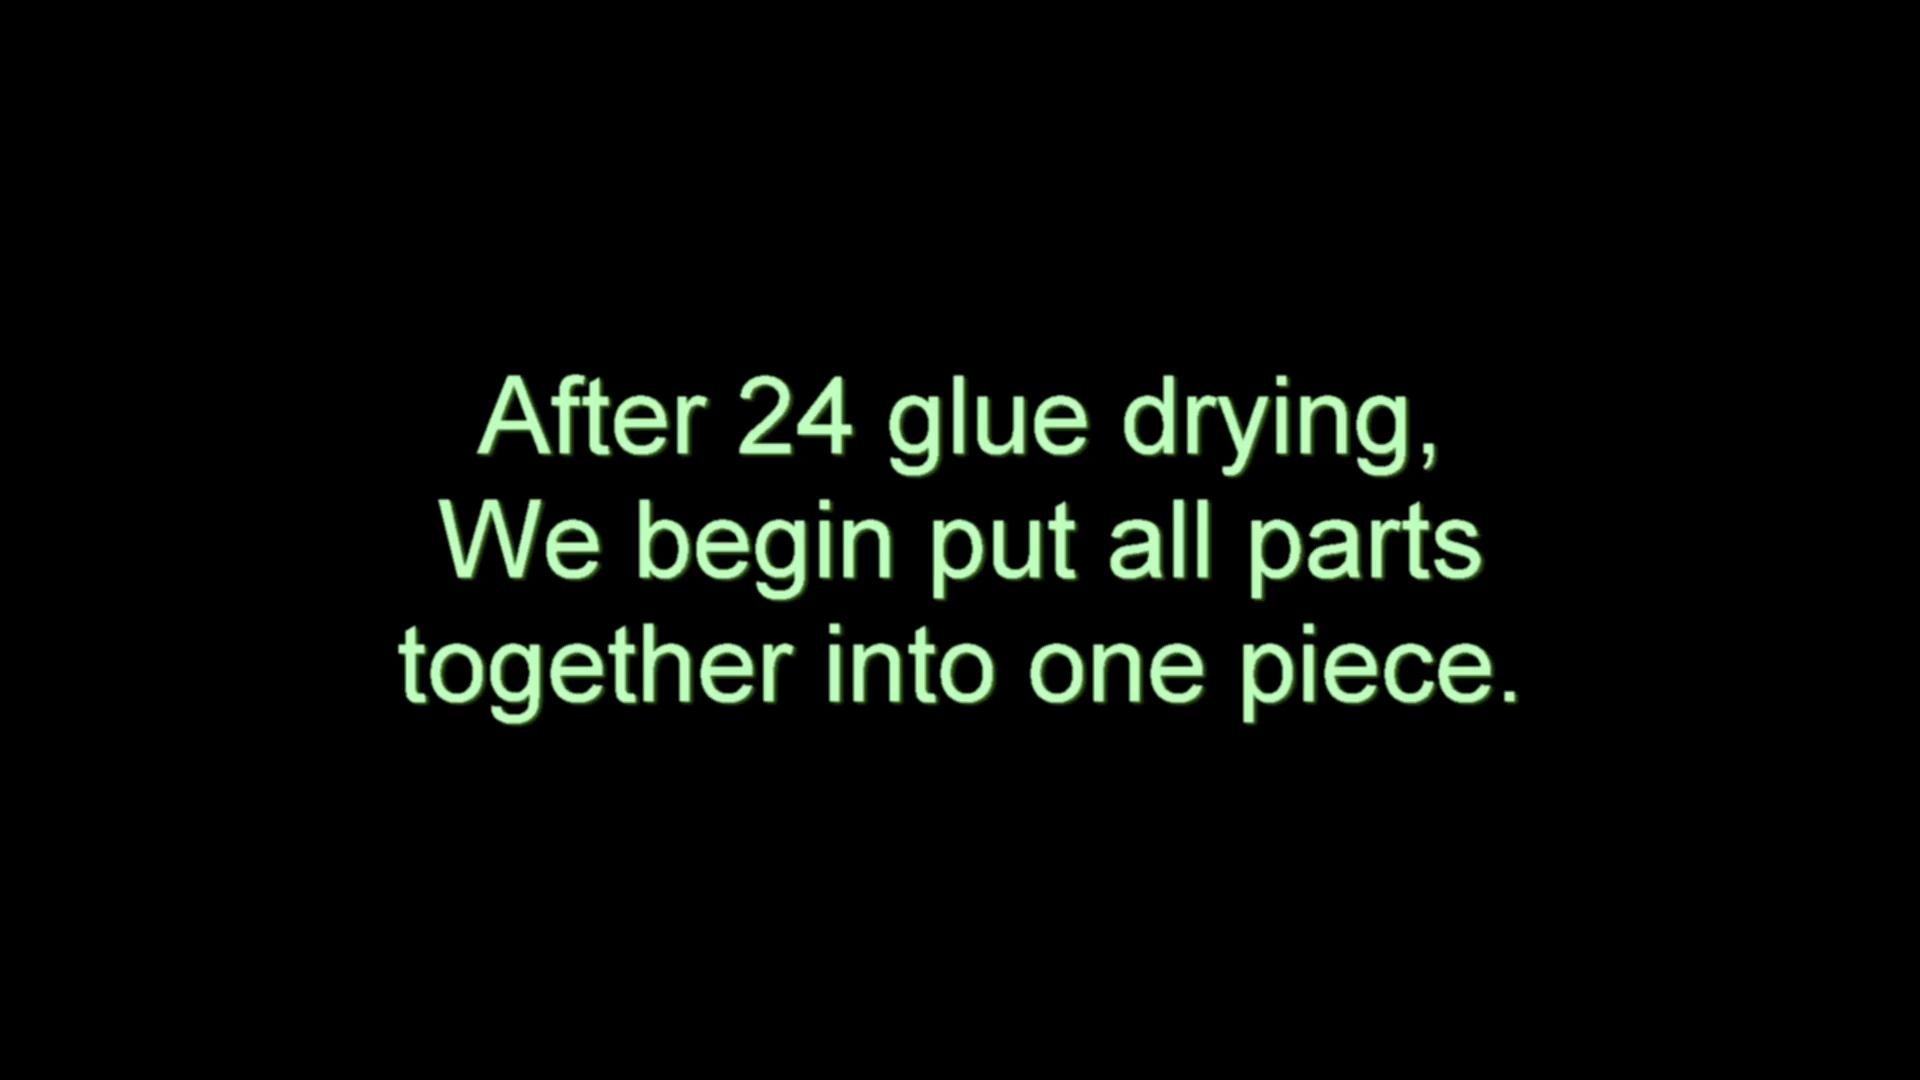 After 24 glue drying,
We begin put all parts
together into one piece.